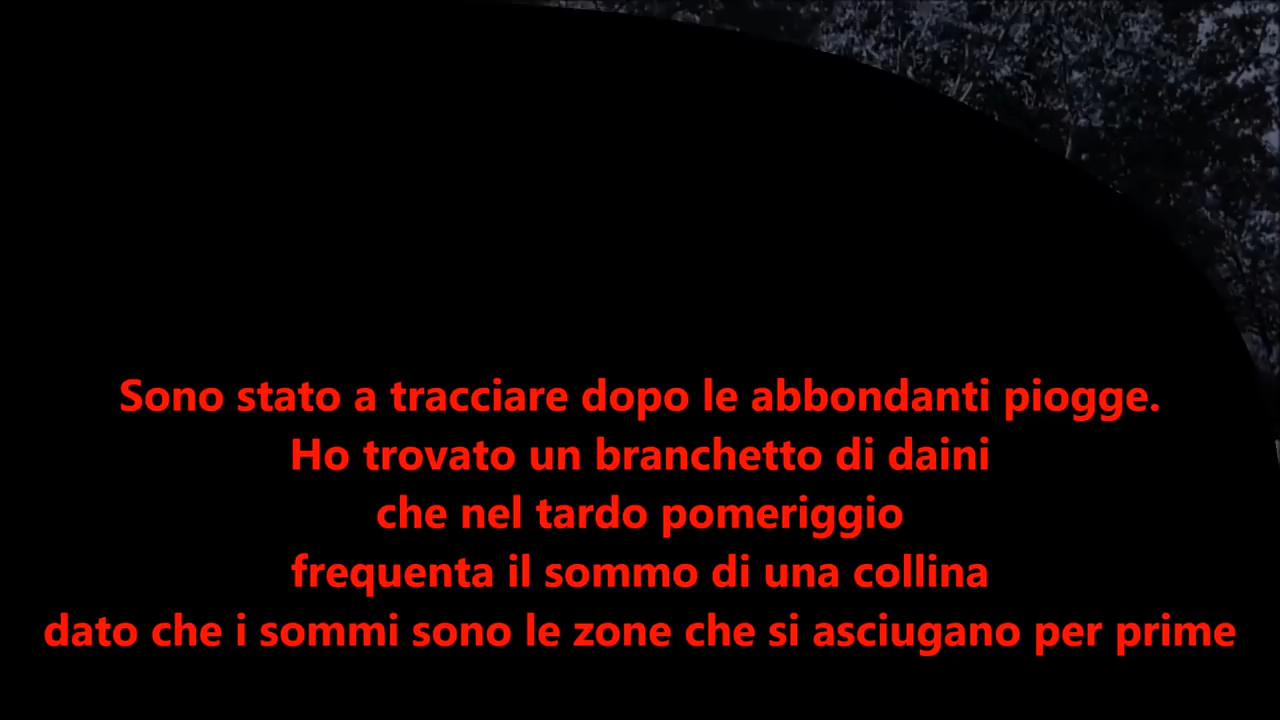 Sono stato a tracciare dopo le abbondanti piogge.
Ho trovato un branchetto di daini
che nel tardo pomeriggio
frequenta il sommo di una collina
dato che i sommi sono le zone che si asciugano per prime